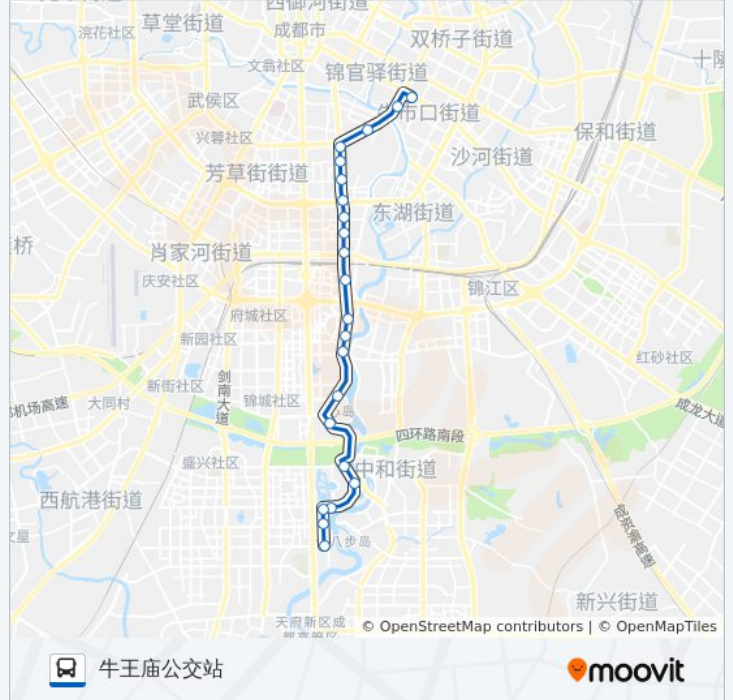 西御河街道
草堂街道
浣花社区
成都市
双桥子街道
文翁社区
锦官驿街道
武侯区
牛市口街道
兴蓉社区
保和街道
沙河街道
芳草街街道
东湖街道
桥
肖家河街道
庆安社区
锦江区
府城社区
新园社区
红砂社区
新街社区
剑南大道
锦城社区
机场高速
大同村
成龙大道
四环路南段
盛兴社区
中和街道
西航港街道
成资渝高速
八步岛
新兴街道
天府新区成
© OpenStreetMap contributors | © OpenMapTiles
牛王庙公交站
moovit